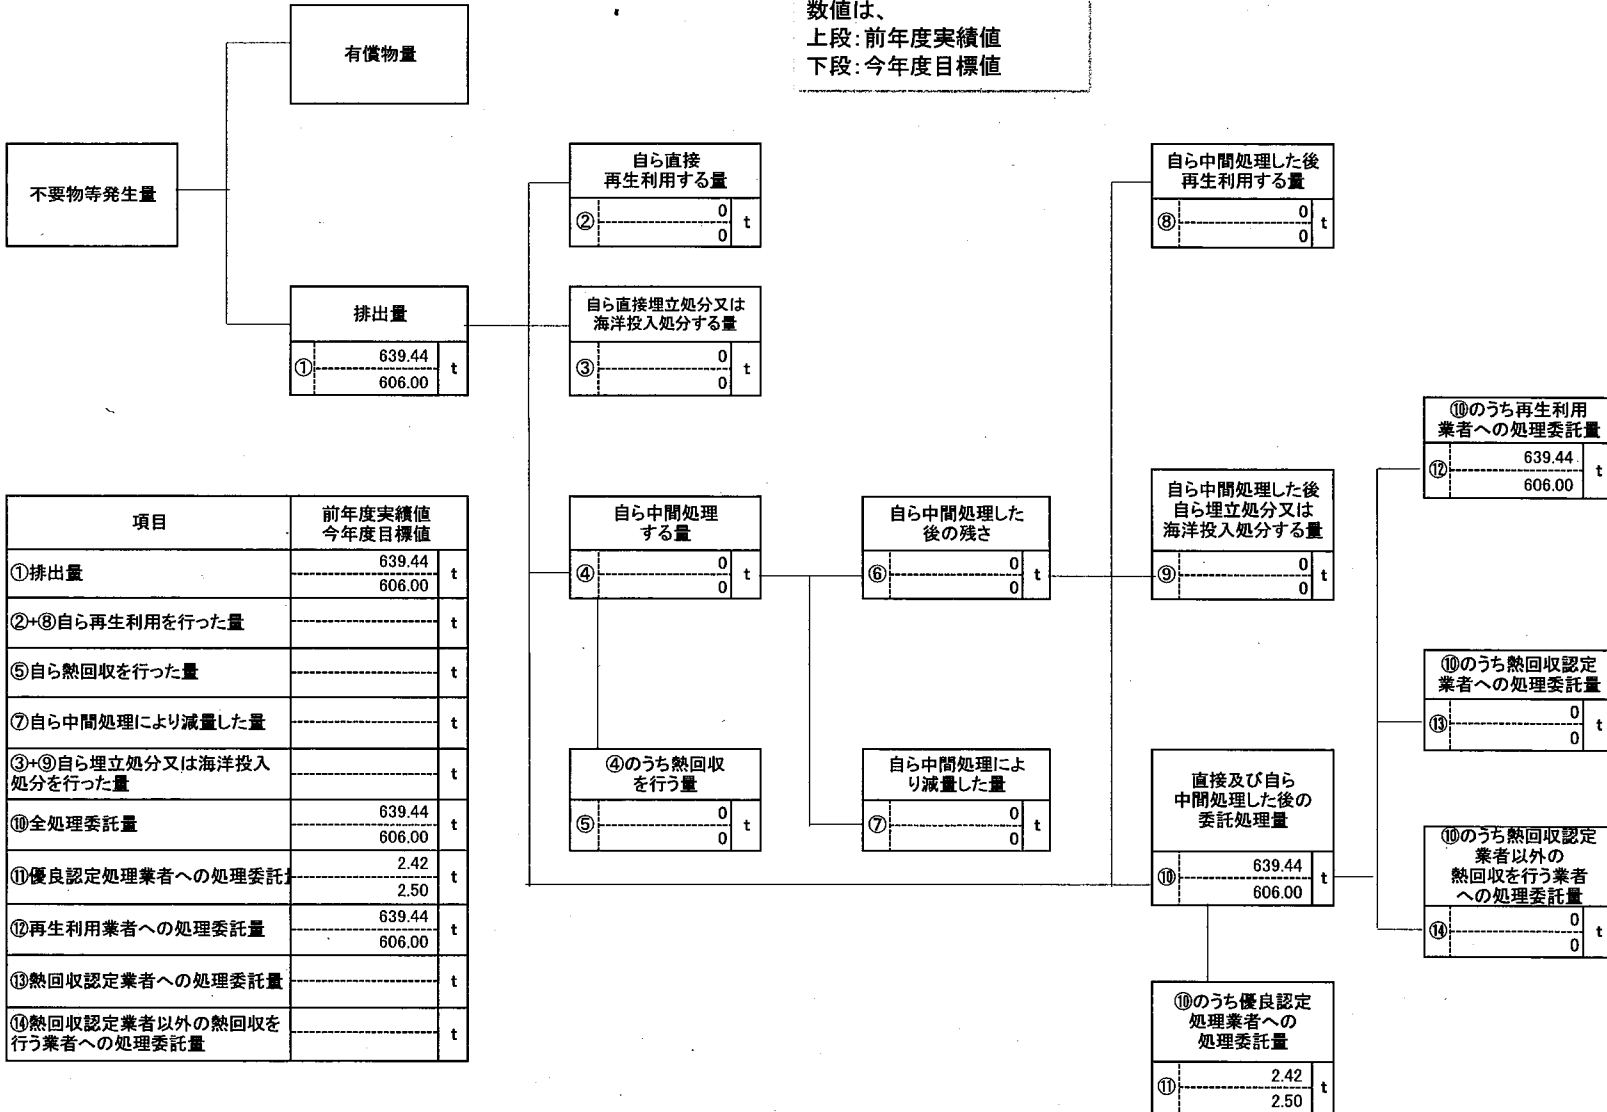 数値は、
上段：前年度実績値
下段：今年度目標値
有償物量
不要物等発生量
自ら直接
再生利用する量
②
0
0
t
自ら中間処理した後
再生利用する量
⑧
0
0
t
排出量
①
639.44
606.00
t
自ら直接埋立処分又は
海洋投入処分する量
③
0
0
t
⑩のうち再生利用
業者への処理委託量
⑫
639.44
606.00
t
自ら中間処理
する量
④
0
0
t
自ら中間処理した
後の残さ
⑥
0
0
t
自ら中間処理した後
自ら埋立処分又は
海洋投入処分する量
⑨
0
0
t
⑩のうち熱回収認定
業者への処理委託量
⑬
0
0
t
④のうち熱回収
を行う量
⑤
0
0
t
自ら中間処理によ
り減量した量
⑦
0
0
t
直接及び自ら
中間処理した後の
委託処理量
⑩
639.44
606.00
t
⑩のうち熱回収認定
業者以外の
熱回収を行う業者
への処理委託量
⑭
0
0
t
⑩のうち優良認定
処理業者への
処理委託量
⑪
2.42
2.50
t
項目
前年度実績値
今年度目標値
①排出量
639.44
606.00
t
②+⑧自ら再生利用を行った量
t
⑤自ら熱回収を行った量
t
⑦自ら中間処理により減量した量
t
③+⑨自ら埋立処分又は海洋投入
処分を行った量
t
⑩全処理委託量
639.44
606.00
t
⑪優良認定処理業者への処理委託
2.42
2.50
t
⑫再生利用業者への処理委託量
639.44
606.00
t
⑬熱回収認定業者への処理委託量
t
⑭熱回収認定業者以外の熱回収を
行う業者への処理委託量
t